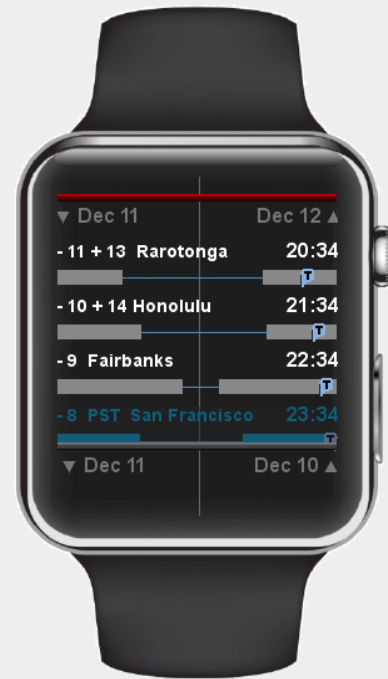 ▼ Dec 11 Dec 12 ▲
- 11 + 13 Rarotonga 20:34
T
- 10 + 14 Honolulu 21:34
T
- 9 Fairbanks 22:34
T
- 8 PST San Francisco 23:34
T
▼ Dec 11 Dec 10 ▲